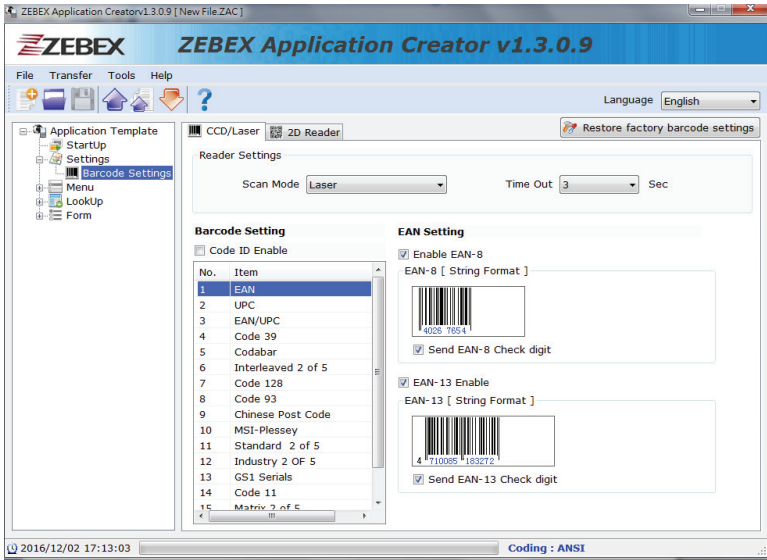 ZEBEX Application Creatorv1.3.0.9 [ New File.ZAC ]
ZEBEX ZEBEX Application Creator v1.3.0.9
File Transfer Tools Help
Language English
Application Template
StartUp
Settings
Barcode Settings
Menu
LookUp
Form
CCD/Laser 2D Reader
Restore factory barcode settings
Reader Settings
Scan Mode Laser Time Out 3 Sec
Barcode Setting
Code ID Enable
No. Item
1 EAN
2 UPC
3 EAN/UPC
4 Code 39
5 Codabar
6 Interleaved 2 of 5
7 Code 128
8 Code 93
9 Chinese Post Code
10 MSI-Plessey
11 Standard 2 of 5
12 Industry 2 OF 5
13 GS1 Serials
14 Code 11
15 Matrix 2 of 5
EAN Setting
Enable EAN-8
EAN-8 [ String Format ]
4026 7654
Send EAN-8 Check digit
EAN-13 Enable
EAN-13 [ String Format ]
4 710085 183272
Send EAN-13 Check digit
2016/12/02 17:13:03
Coding : ANSI